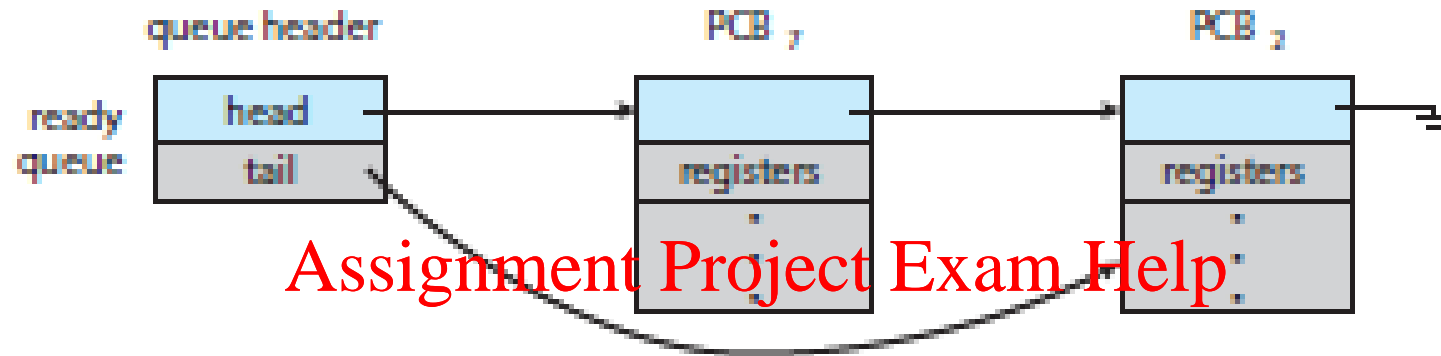 queue header
PCB 7
PCB 2
ready
queue
head
tail
registers
registers
Assignment Project Exam Help